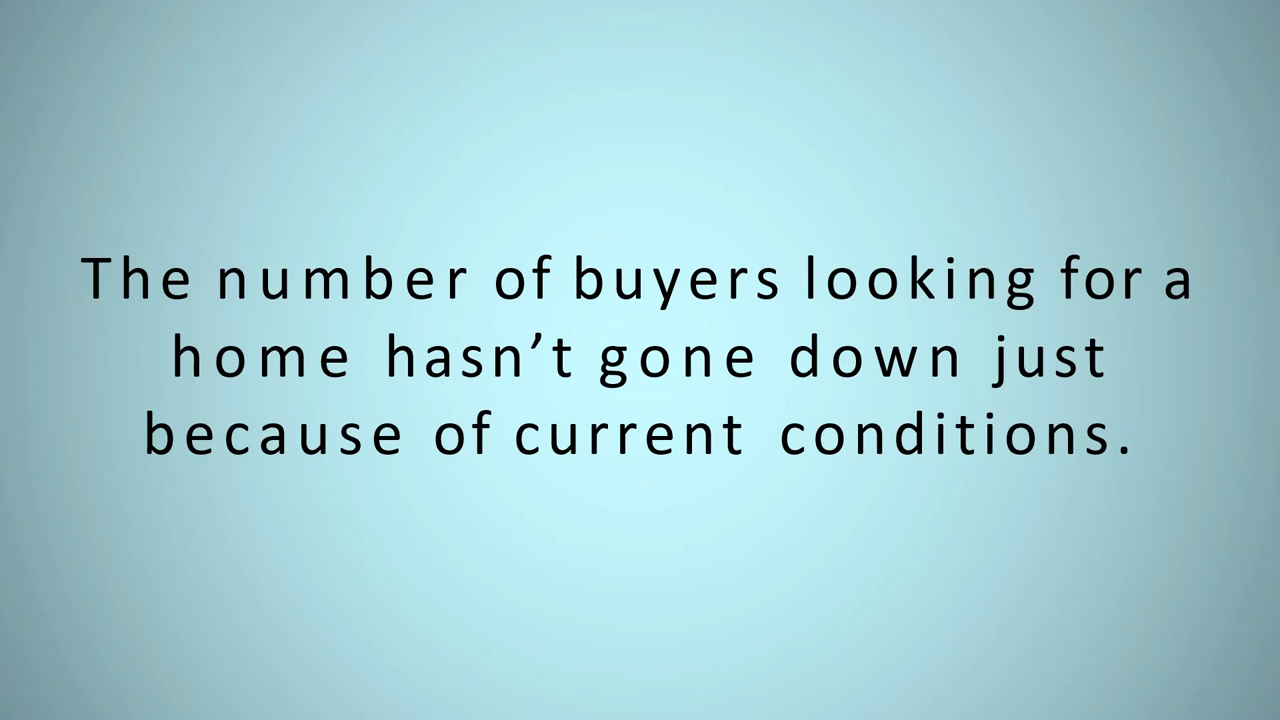 The number of buyers looking for a
home hasn’t gone down just
because of current conditions.